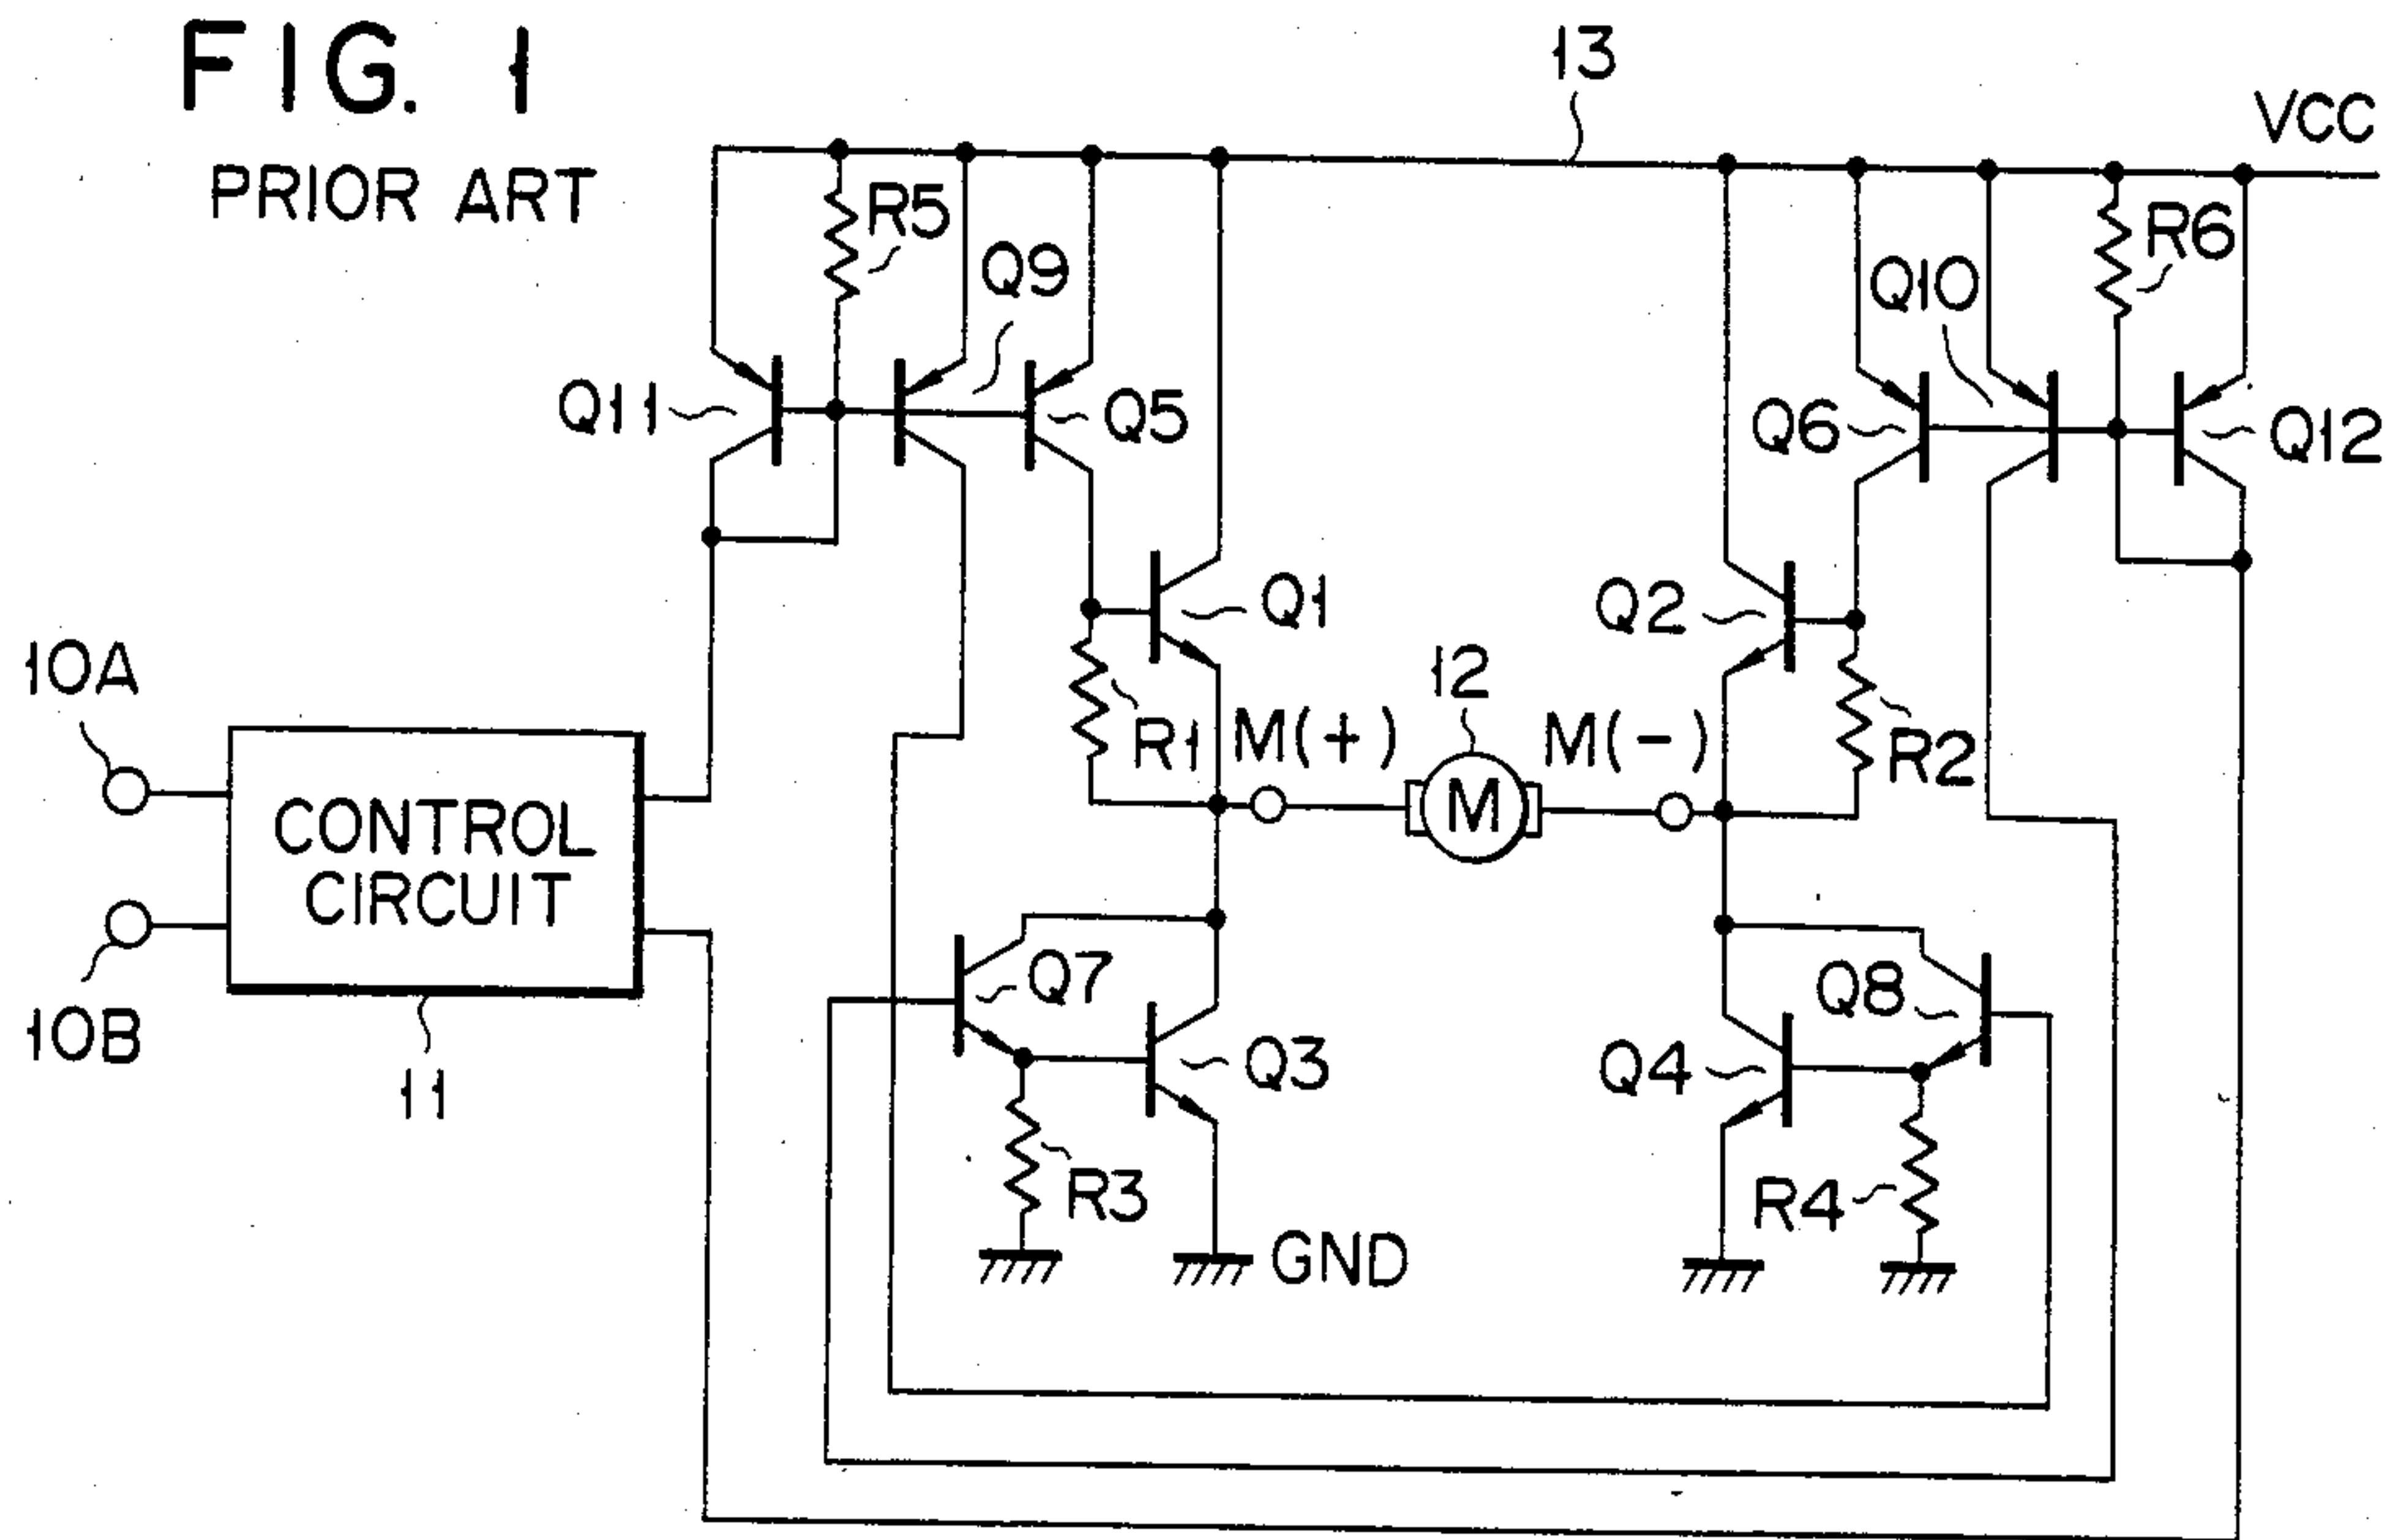 FIG. 1
PRIOR ART
13
VCC
R5
R6
Q9
Q10
Q11
Q5
Q6
Q12
Q1
Q2
10A
12
R1
M(+)
M(-)
R2
M
CONTROL
CIRCUIT
10B
11
Q7
Q8
Q3
Q4
R3
R4
GND